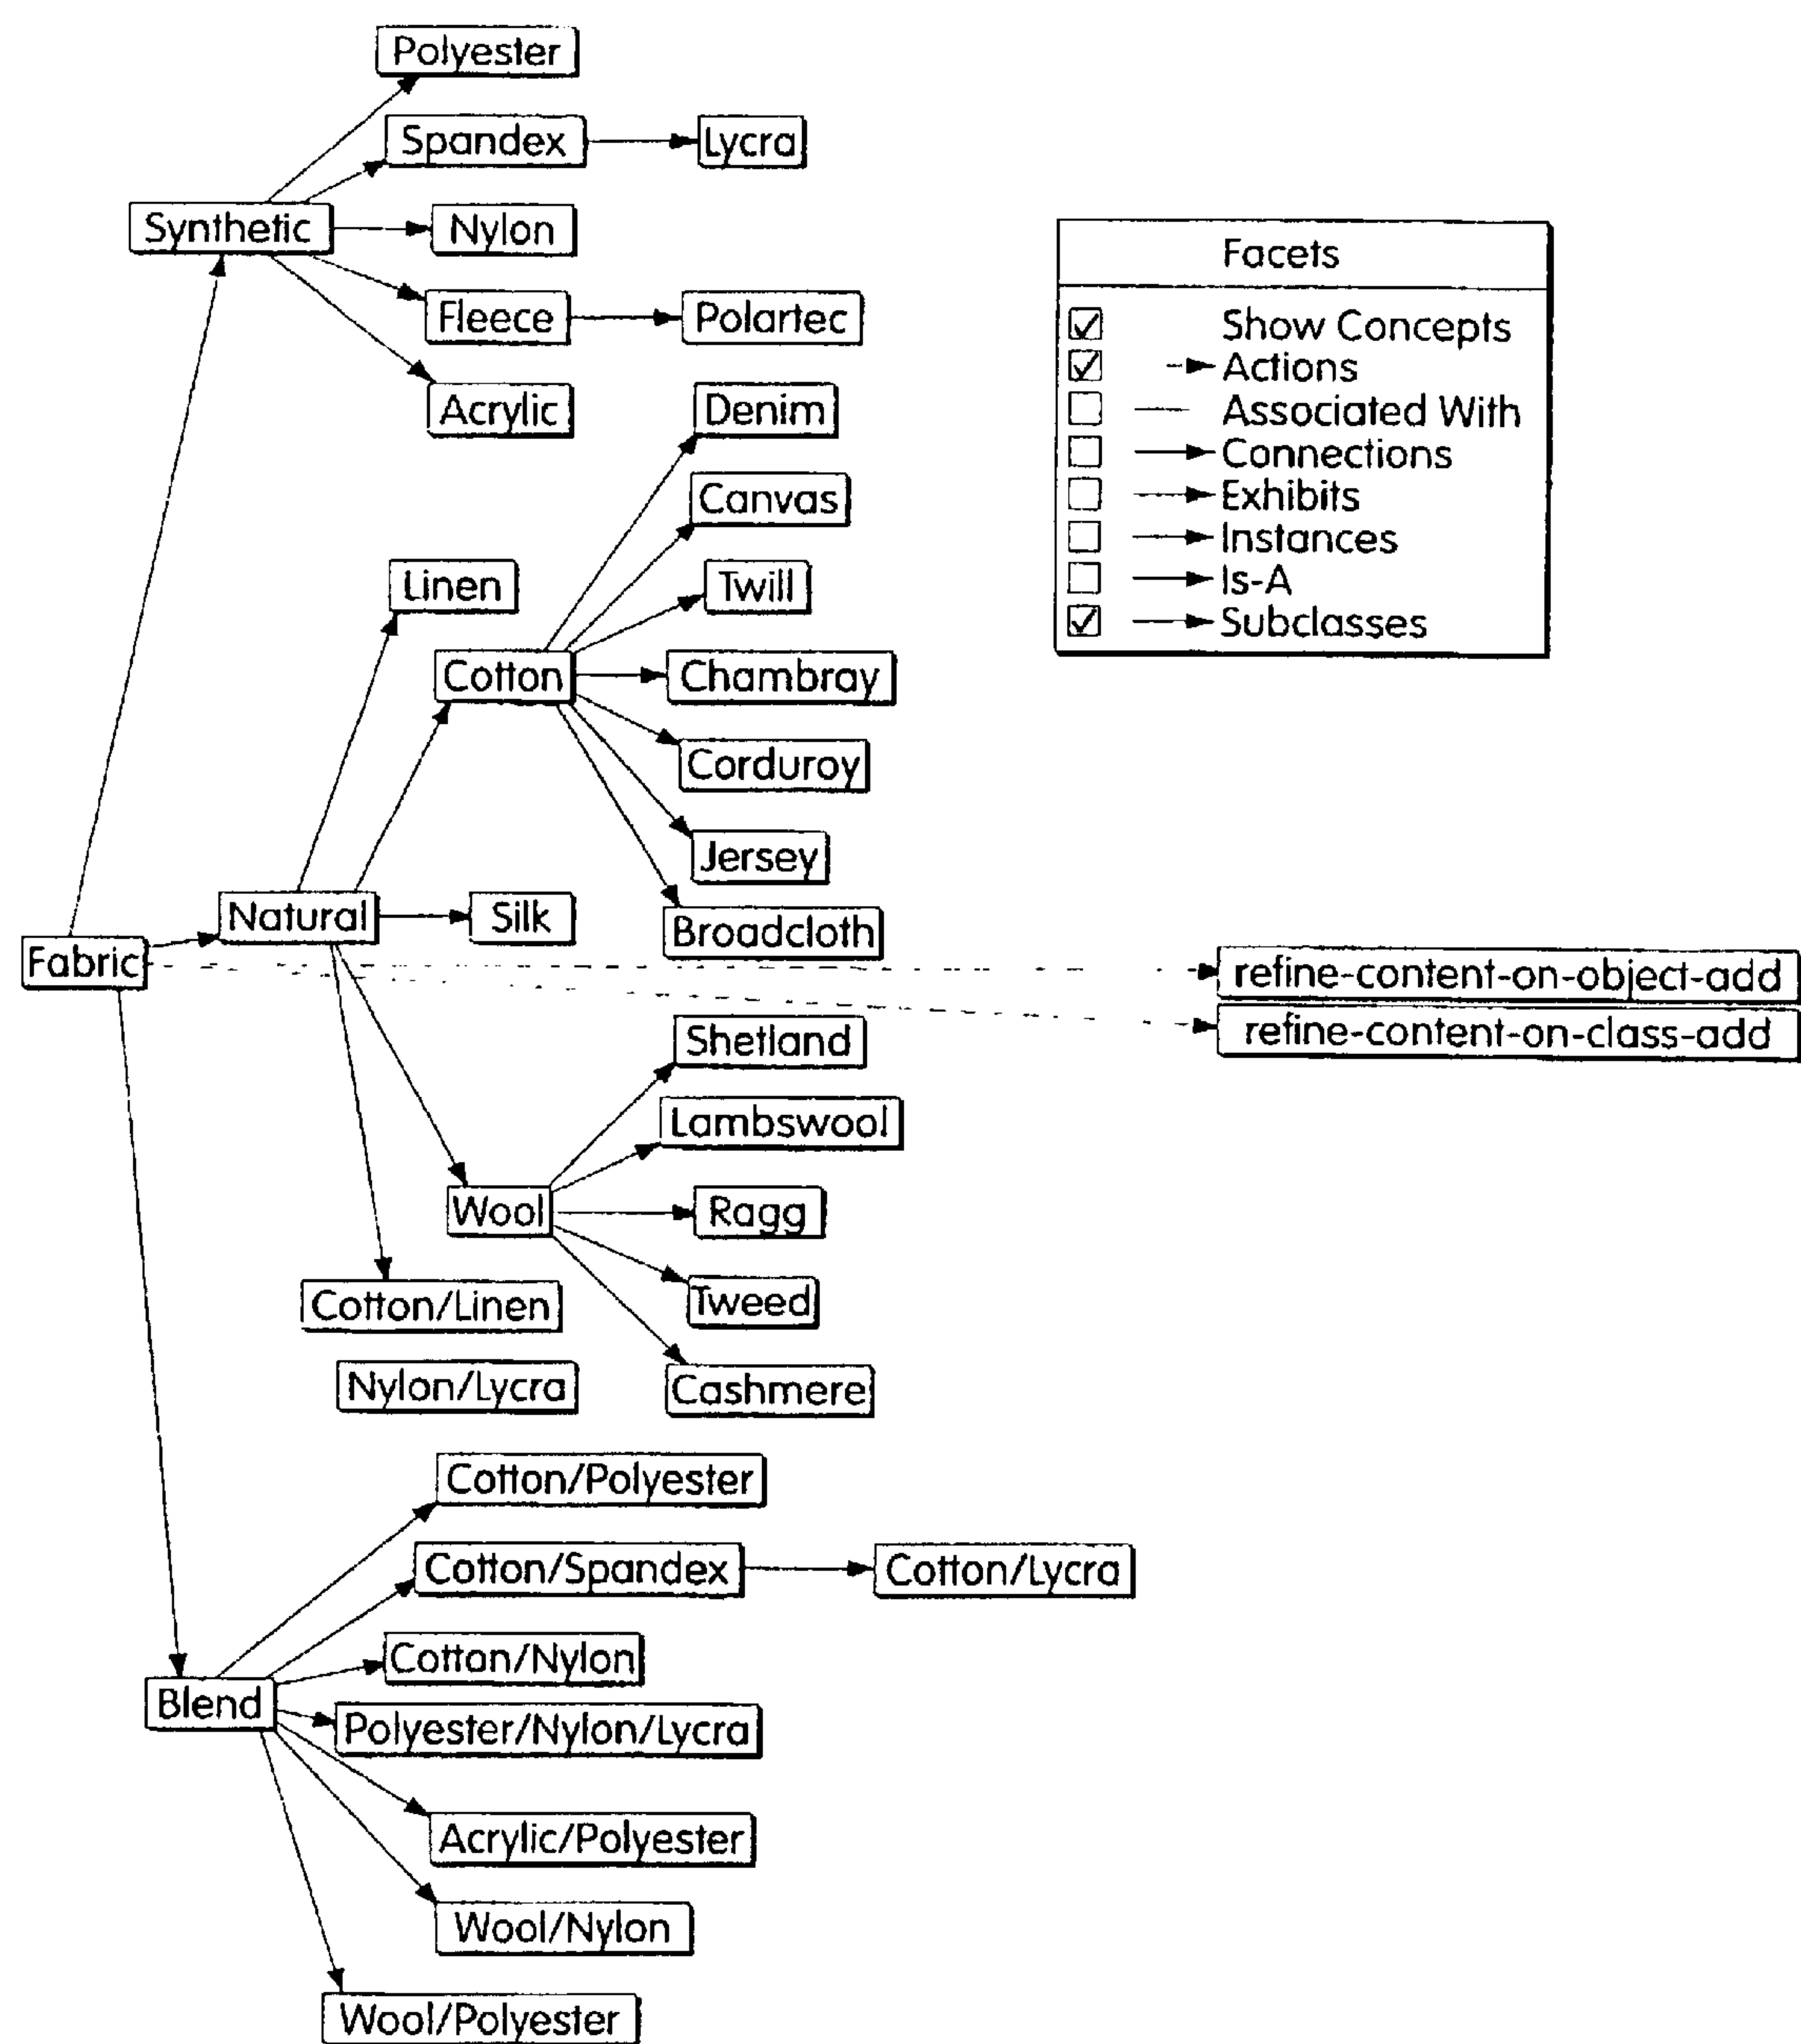 Polyester
Spandex
Lycra
Synthetic
Nylon
Fleece
Polartec
Acrylic
Facets
Show Concepts
Actions
Associated With
Connections
Exhibits
Instances
Is-A
Subclasses
Denim
Canvas
Linen
Twill
Cotton
Chambray
Corduroy
Jersey
Natural
Silk
Broadcloth
Fabric
refine-content-on-object-add
refine-content-on-class-add
Shetland
Lambswool
Wool
Ragg
Tweed
Cotton/Linen
Nylon/Lycra
Cashmere
Cotton/Polyester
Cotton/Spandex
Cotton/Lycra
Cottan/Nylon
Blend
Polyester/Nylon/Lycra
Acrylic/Polyester
Wool/Nylon
Wool/Polyester